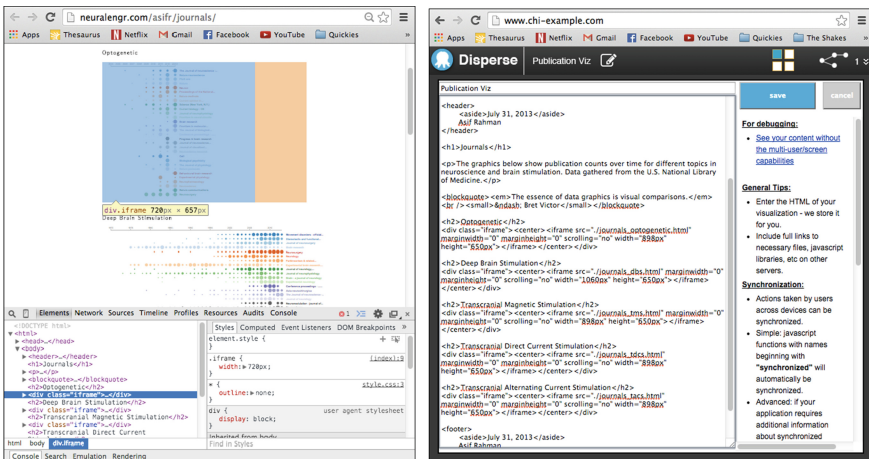 neuralengr.com/asifr/journals/
Apps Thesaurus Netflix Gmail Facebook YouTube Quickies »
Optogenetic
div.iframe 720px × 657px
Deep Brain Stimulation
Elements Network Sources Timeline Profiles Resources Audits Console 1
<!DOCTYPE html>
▼<html>
▶<head>…</head>
▼<body>
▶<header>…</header>
<h1>Journals</h1>
▶<p>…</p>
▶<blockquote>…</blockquote>
<h2>Optogenetic</h2>
▶<div class="iframe">…</div>
<h2>Deep Brain Stimulation</h2>
▶<div class="iframe">…</div>
<h2>Transcranial Magnetic Stimulation</h2>
▶<div class="iframe">…</div>
<h2>Transcranial Direct Current
html body div.iframe
Styles Computed Event Listeners DOM Breakpoints »
element.style {
}
.iframe { (index):9
width:▶720px;
}
* { style.css:3
outline:▶none;
}
div { user agent stylesheet
display: block;
}
Inherited from body
Find in Styles
Console Search Emulation Rendering
www.chi-example.com
Apps Thesaurus Netflix Gmail Facebook YouTube Quickies The Shakes »
Disperse Publication Viz 1
Publication Viz
<header>
<aside>July 31, 2013</aside>
Asif Rahman
</header>
<h1>Journals</h1>
<p>The graphics below show publication counts over time for different topics in
neuroscience and brain stimulation. Data gathered from the U.S. National Library
of Medicine.</p>
<blockquote><em>The essence of data graphics is visual comparisons.</em>
<br /><small>&ndash; Bret Victor</small></blockquote>
<h2>Optogenetic</h2>
<div class="iframe"><center><iframe src="./journals_optogenetic.html"
marginwidth="0" marginheight="0" scrolling="no" width="898px"
height="650px"></iframe></center></div>
<h2>Deep Brain Stimulation</h2>
<div class="iframe"><center><iframe src="./journals_dbs.html" marginwidth="0"
marginheight="0" scrolling="no" width="1060px" height="650px"></iframe>
</center></div>
<h2>Transcranial Magnetic Stimulation</h2>
<div class="iframe"><center><iframe src="./journals_tms.html" marginwidth="0"
marginheight="0" scrolling="no" width="898px" height="650px"></iframe>
</center></div>
<h2>Transcranial Direct Current Stimulation</h2>
<div class="iframe"><center><iframe src="./journals_tdcs.html"
marginwidth="0" marginheight="0" scrolling="no" width="898px"
height="650px"></iframe></center></div>
<h2>Transcranial Alternating Current Stimulation</h2>
<div class="iframe"><center><iframe src="./journals_tacs.html"
marginwidth="0" marginheight="0" scrolling="no" width="898px"
height="650px"></iframe></center></div>
<footer>
<aside>July 31, 2013</aside>
Asif Rahman
save cancel
For debugging:
• See your content without
the multi-user/screen
capabilities
General Tips:
• Enter the HTML of your
visualization - we store it
for you.
• Include full links to
necessary files, javascript
libraries, etc on other
servers.
Synchronization:
• Actions taken by users
across devices can be
synchronized.
• Simple: javascript
functions with names
beginning with
"synchronized" will
automatically be
synchronized.
• Advanced: if your
application requires
additional information
about synchronized